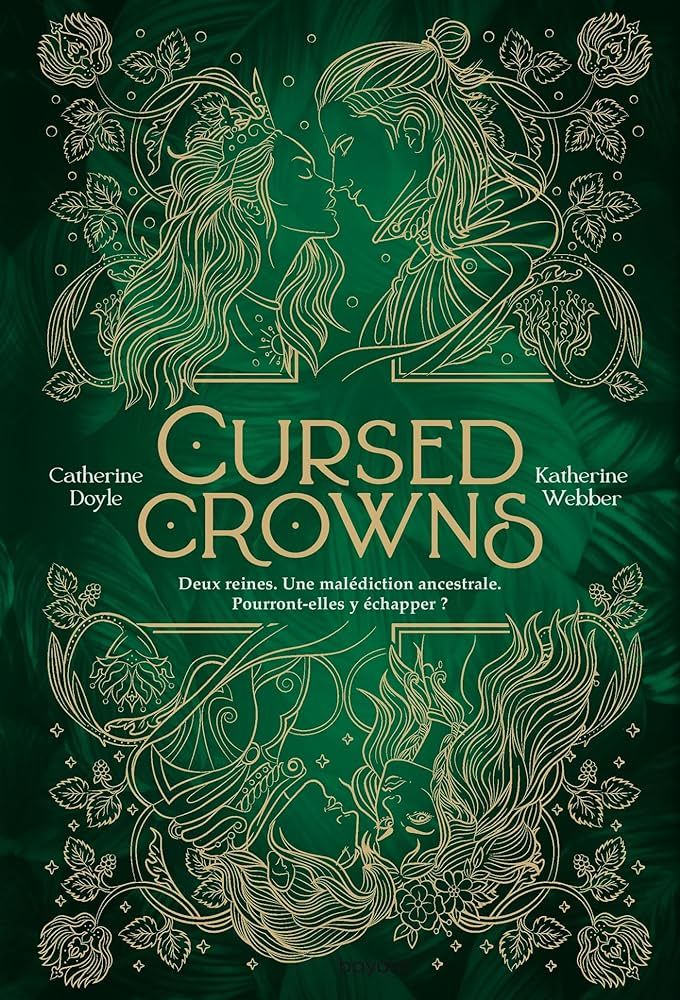 CURSED
CROWNS
Catherine
Doyle
Katherine
Webber
Deux reines. Une malédiction ancestrale.
Pourront-elles y échapper ?